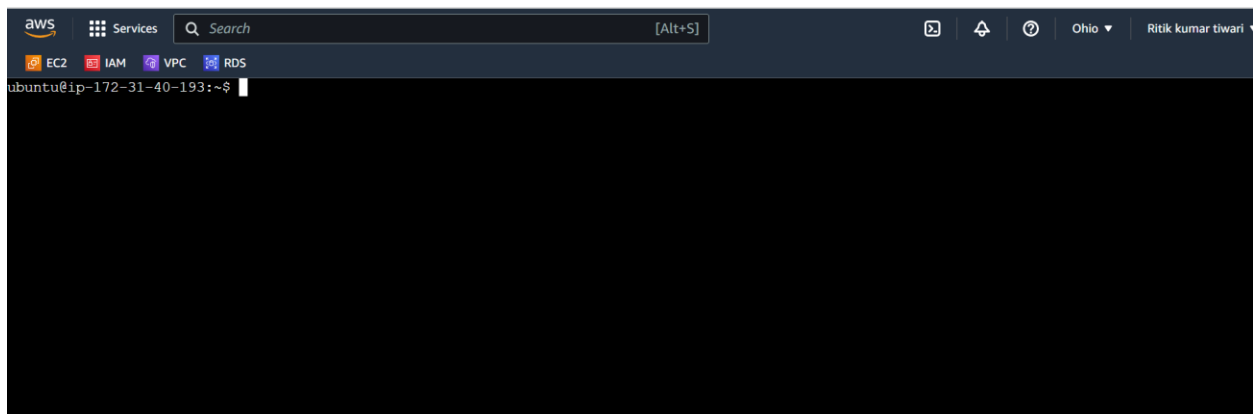 aws Services Search [Alt+S] Ohio Ritik kumar tiwari
EC2 IAM VPC RDS
ubuntu@ip-172-31-40-193:~$